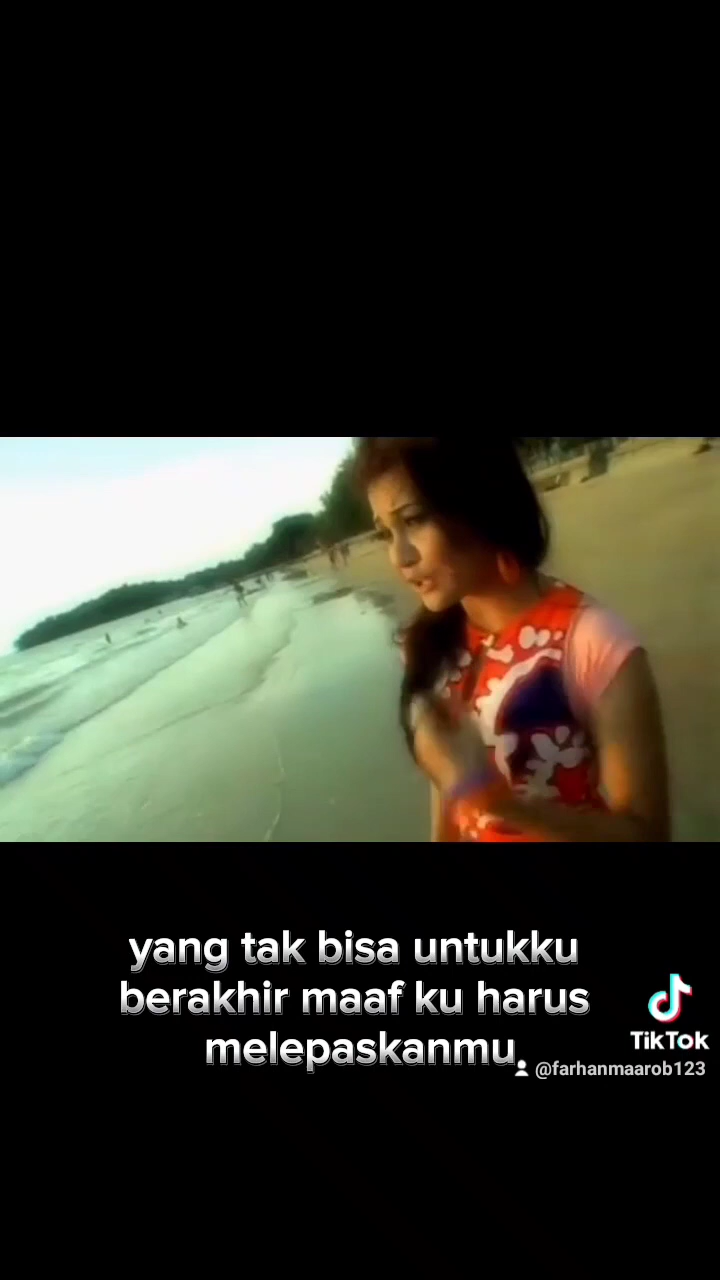 yang tak bisa untukku
berakhir maaf ku harus
melepaskanmu
TikTok
@farhanmaarob123